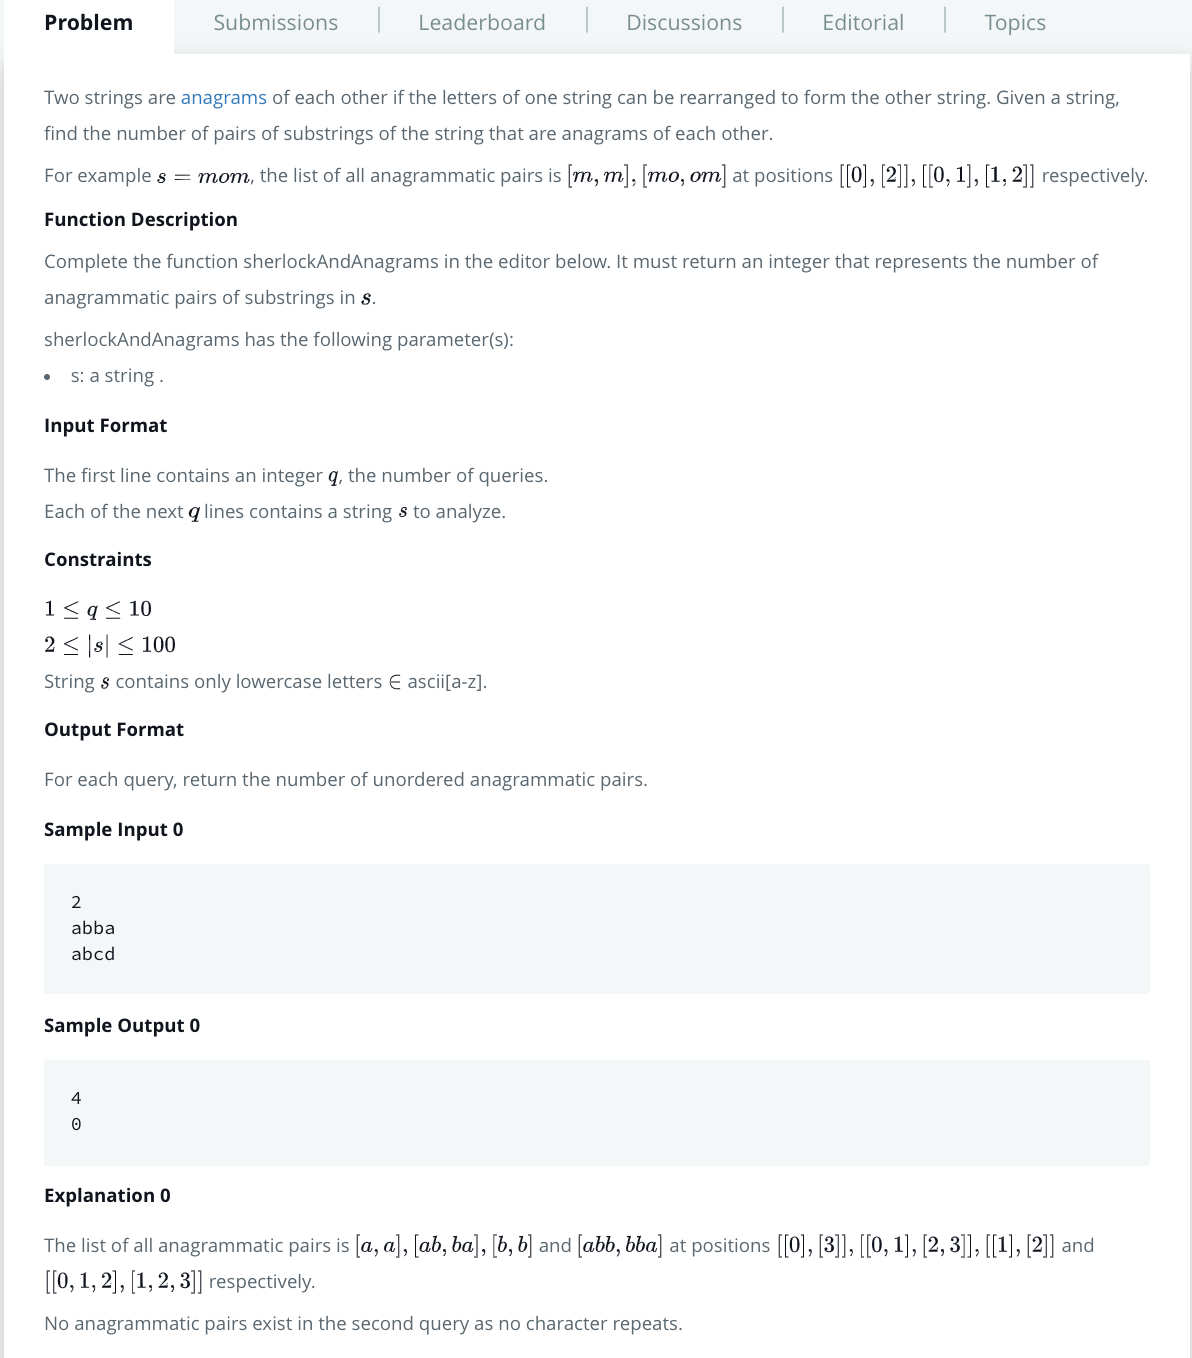 Problem
Submissions
Leaderboard
Discussions
Editorial
Topics
Two strings are anagrams of each other if the letters of one string can be rearranged to form the other string. Given a string,
find the number of pairs of substrings of the string that are anagrams of each other.
For example s = mom, the list of all anagrammatic pairs is [m, m], [mo, om] at positions [[0], [2]], [[0, 1], [1, 2]] respectively.
Function Description
Complete the function sherlockAndAnagrams in the editor below. It must return an integer that represents the number of
anagrammatic pairs of substrings in s.
sherlockAndAnagrams has the following parameter(s):
• s: a string .
Input Format
The first line contains an integer q, the number of queries.
Each of the next q lines contains a string s to analyze.
Constraints
1 ≤ q ≤ 10
2 ≤ |s| ≤ 100
String s contains only lowercase letters ∈ ascii[a-z].
Output Format
For each query, return the number of unordered anagrammatic pairs.
Sample Input 0
2
abba
abcd
Sample Output 0
4
0
Explanation 0
The list of all anagrammatic pairs is [a, a], [ab, ba], [b, b] and [abb, bba] at positions [[0], [3]], [[0, 1], [2, 3]], [[1], [2]] and
[[0, 1, 2], [1, 2, 3]] respectively.
No anagrammatic pairs exist in the second query as no character repeats.